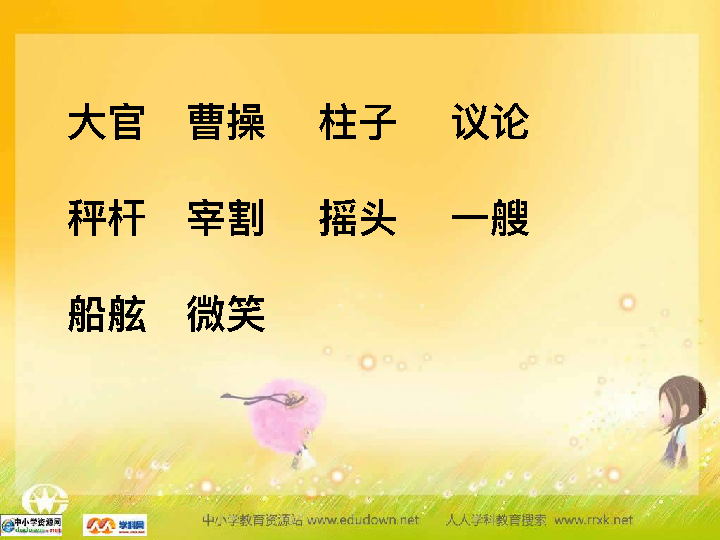 大官 曹操 柱子 议论
秤杆 宰割 摇头 一艘
船舷 微笑
中小学资源网 学科网 中小学教育资源站 www.edudown.net 人人学科教育搜索 www.rrxk.net